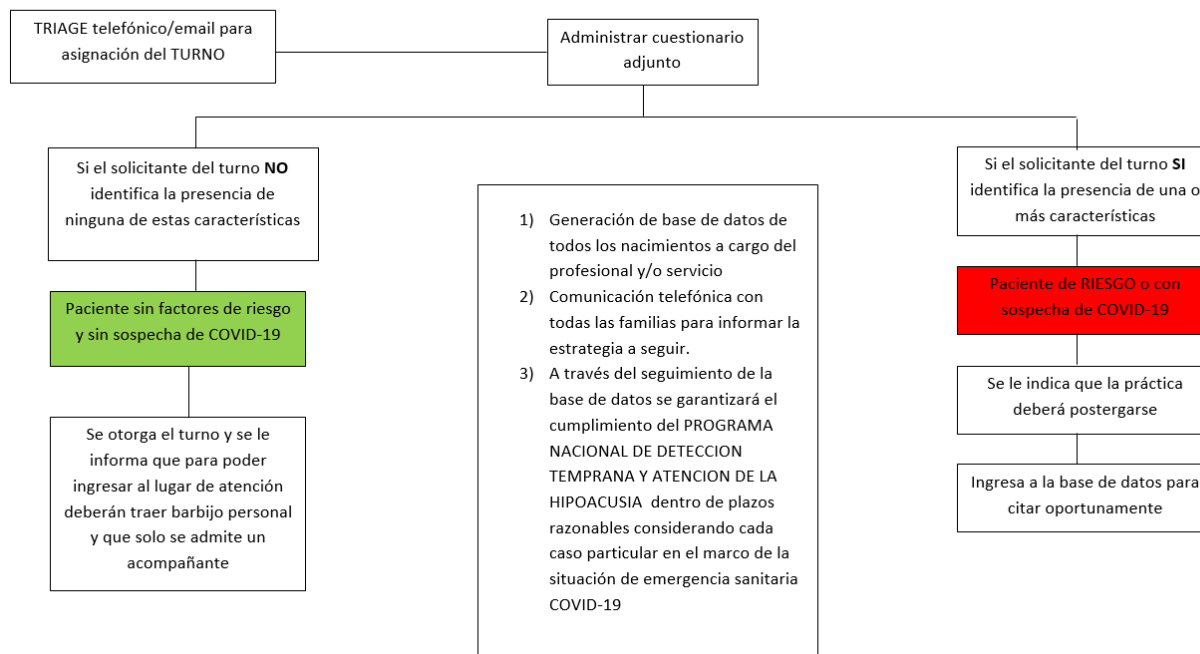 TRIAGE telefónico/email para
asignación del TURNO
Administrar cuestionario
adjunto
Si el solicitante del turno NO
identifica la presencia de
ninguna de estas características
Paciente sin factores de riesgo
y sin sospecha de COVID-19
Se otorga el turno y se le
informa que para poder
ingresar al lugar de atención
deberán traer barbijo personal
y que solo se admite un
acompañante
1) Generación de base de datos de
todos los nacimientos a cargo del
profesional y/o servicio
2) Comunicación telefónica con
todas las familias para informar la
estrategia a seguir.
3) A través del seguimiento de la
base de datos se garantizará el
cumplimiento del PROGRAMA
NACIONAL DE DETECCION
TEMPRANA Y ATENCION DE LA
HIPOACUSIA dentro de plazos
razonables considerando cada
caso particular en el marco de la
situación de emergencia sanitaria
COVID-19
Si el solicitante del turno SI
identifica la presencia de una o
más características
Paciente de RIESGO o con
sospecha de COVID-19
Se le indica que la práctica
deberá postergarse
Ingresa a la base de datos para
citar oportunamente